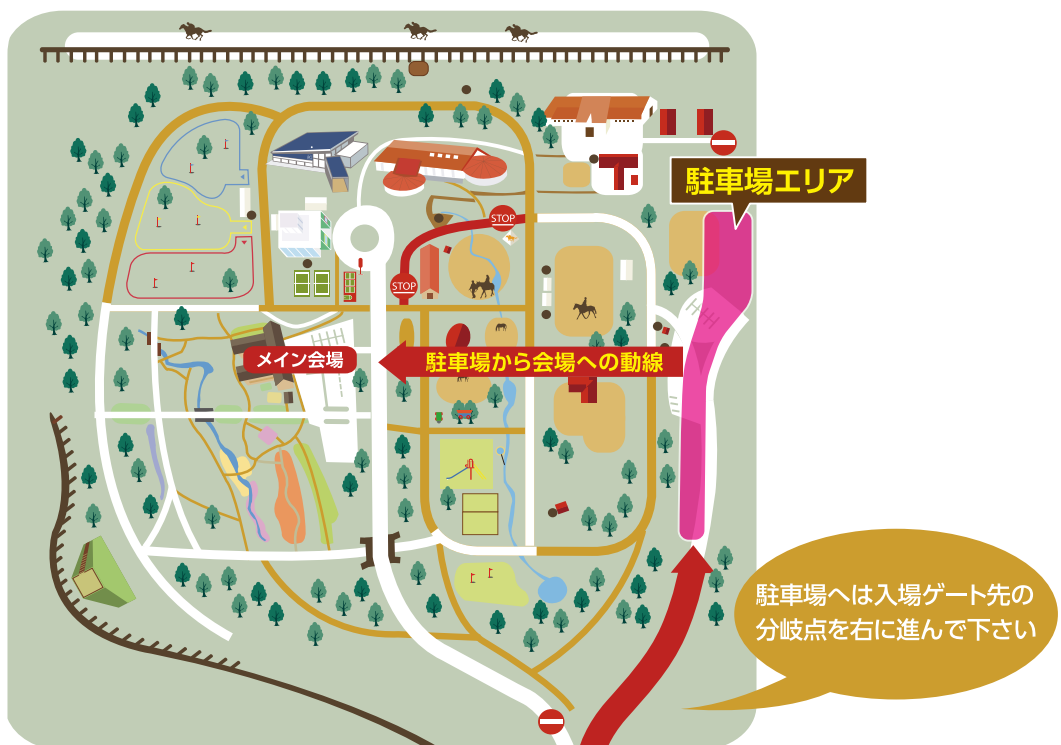 駐車場エリア
STOP
STOP
メイン会場
駐車場から会場への動線
駐車場へは入場ゲート先の
分岐点を右に進んで下さい